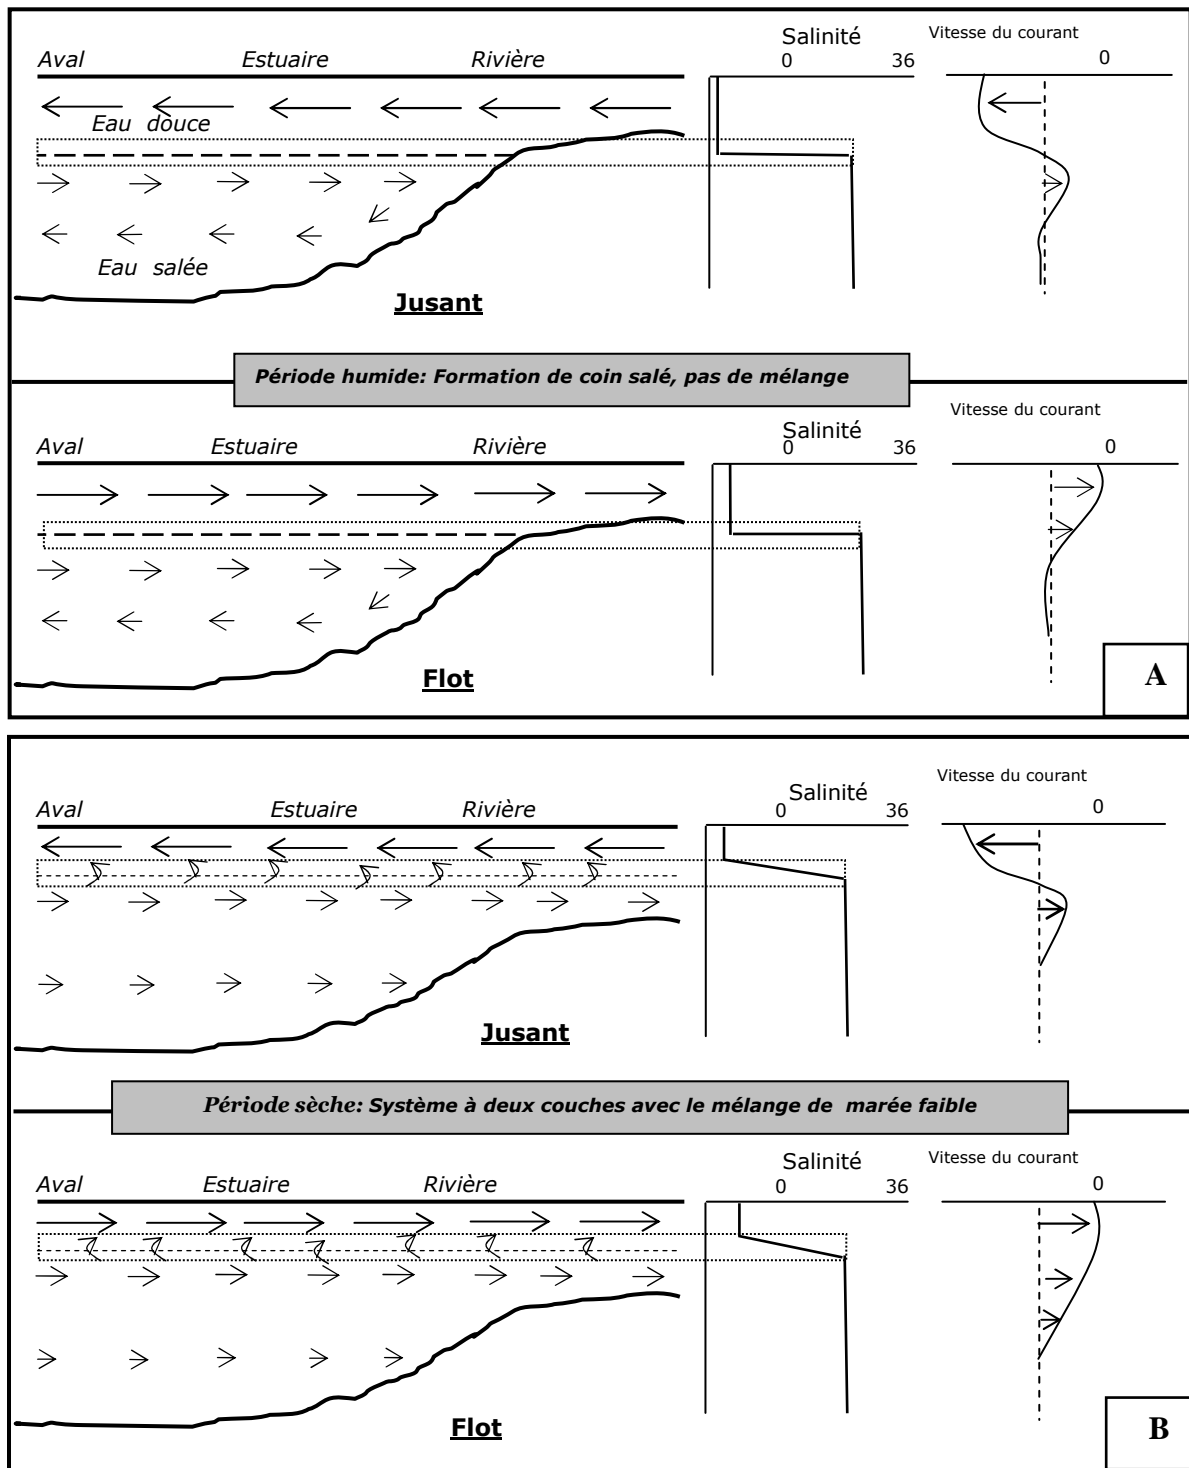 Salinité
Vitesse du courant
Aval Estuaire Rivière
0 36
0
Eau douce
Eau salée
Jusant
Période humide: Formation de coin salé, pas de mélange
Vitesse du courant
Salinité
Aval Estuaire Rivière
0 36
0
Flot
A
Vitesse du courant
Salinité
Aval Estuaire Rivière
0 36
0
Jusant
Période sèche: Système à deux couches avec le mélange de marée faible
Salinité
Vitesse du courant
Aval Estuaire Rivière
0 36
0
Flot
B